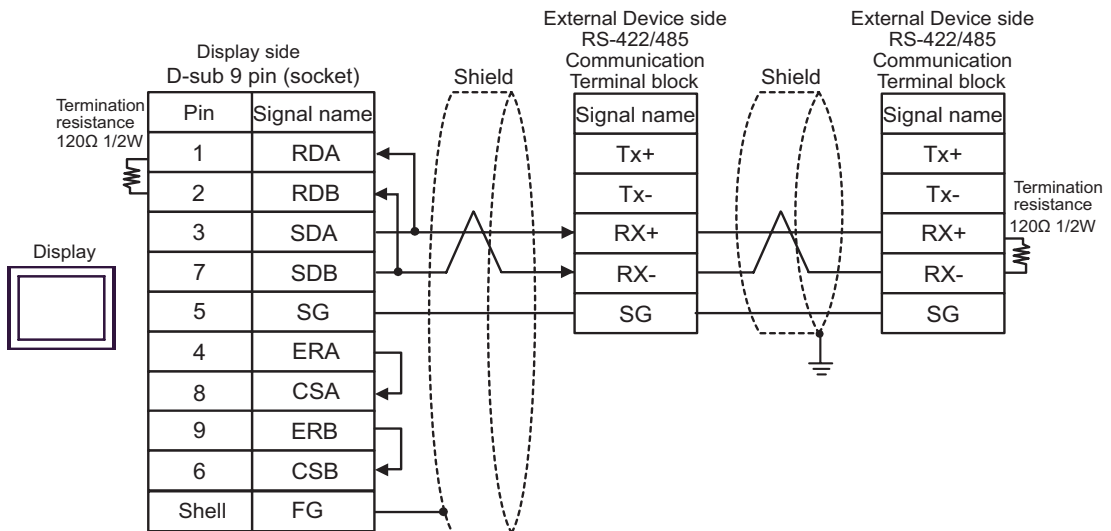 Display side
D-sub 9 pin (socket)
Termination
resistance
120Ω 1/2W
Display
Pin Signal name
1 RDA
2 RDB
3 SDA
7 SDB
5 SG
4 ERA
8 CSA
9 ERB
6 CSB
Shell FG
Shield
External Device side
RS-422/485
Communication
Terminal block
Signal name
Tx+
Tx-
RX+
RX-
SG
Shield
External Device side
RS-422/485
Communication
Terminal block
Signal name
Tx+
Tx-
RX+
RX-
SG
Termination
resistance
120Ω 1/2W